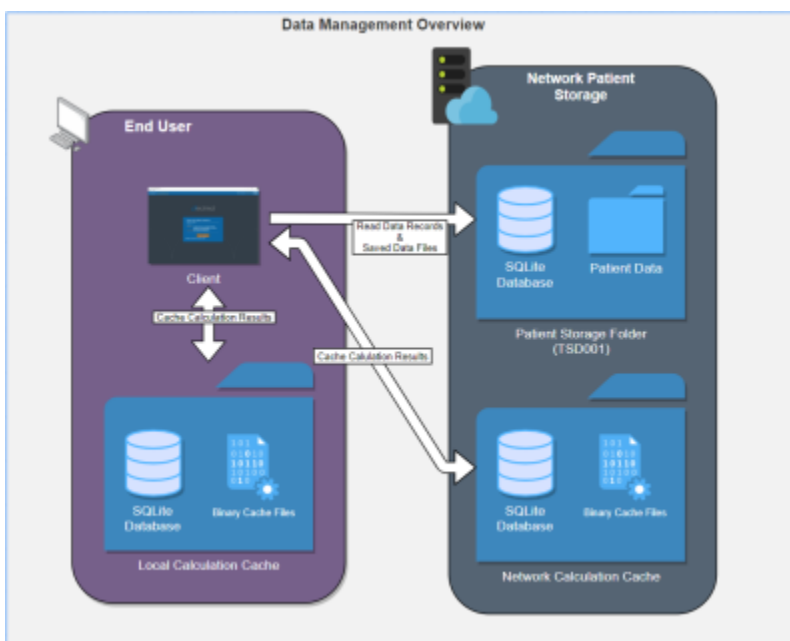 Data Management Overview
Network Patient
Storage
End User
Read Data Records
&
Saved Data Files
SQLite
Database
Patient Data
Client
Cache Calculation Results
Patient Storage Folder
(TSD001)
Cache Calulation Results
SQLite
Database
Binary Cache Files
SQLite
Database
Binary Cache Files
Local Calculation Cache
Network Calculation Cache